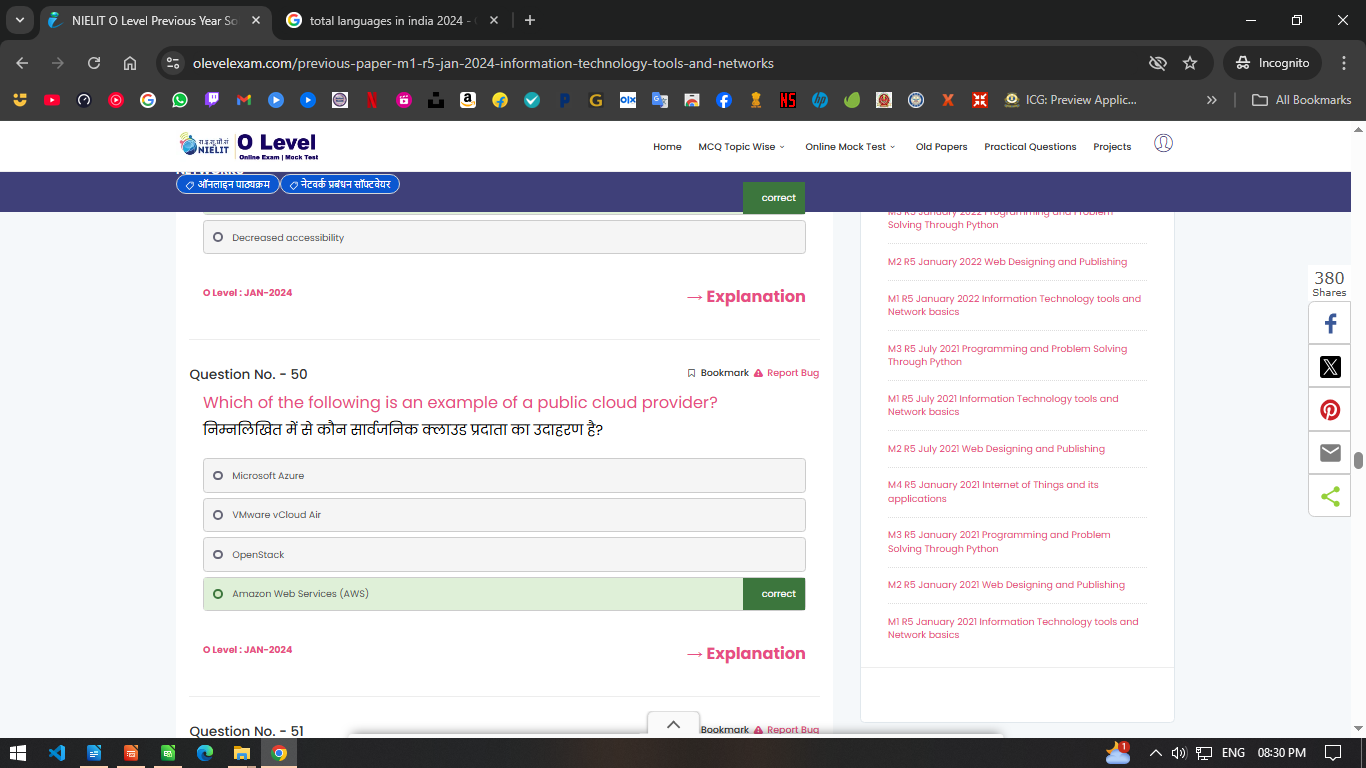 NIELIT O Level Previous Year So
total languages in india 2024 -
olevelexam.com/previous-paper-m1-r5-jan-2024-information-technology-tools-and-networks
Incognito
ICG: Preview Applic...
All Bookmarks
रा.इ.सू.प्रौ.सं
NIELIT
O Level
Online Exam | Mock Test
Home
MCQ Topic Wise
Online Mock Test
Old Papers
Practical Questions
Projects
ऑनलाइन पाठ्यक्रम
नेटवर्क प्रबंधन सॉफ्टवेयर
correct
Decreased accessibility
O Level : JAN-2024
→ Explanation
Question No. - 50
Bookmark
Report Bug
Which of the following is an example of a public cloud provider?
निम्नलिखित में से कौन सार्वजनिक क्लाउड प्रदाता का उदाहरण है?
Microsoft Azure
VMware vCloud Air
OpenStack
Amazon Web Services (AWS)
correct
O Level : JAN-2024
→ Explanation
Question No. - 51
Bookmark
Report Bug
M3 R5 January 2022 Programming and Problem
Solving Through Python
M2 R5 January 2022 Web Designing and Publishing
M1 R5 January 2022 Information Technology tools and
Network basics
M3 R5 July 2021 Programming and Problem Solving
Through Python
M1 R5 July 2021 Information Technology tools and
Network basics
M2 R5 July 2021 Web Designing and Publishing
M4 R5 January 2021 Internet of Things and its
applications
M3 R5 January 2021 Programming and Problem
Solving Through Python
M2 R5 January 2021 Web Designing and Publishing
M1 R5 January 2021 Information Technology tools and
Network basics
380
Shares
1
ENG
08:30 PM